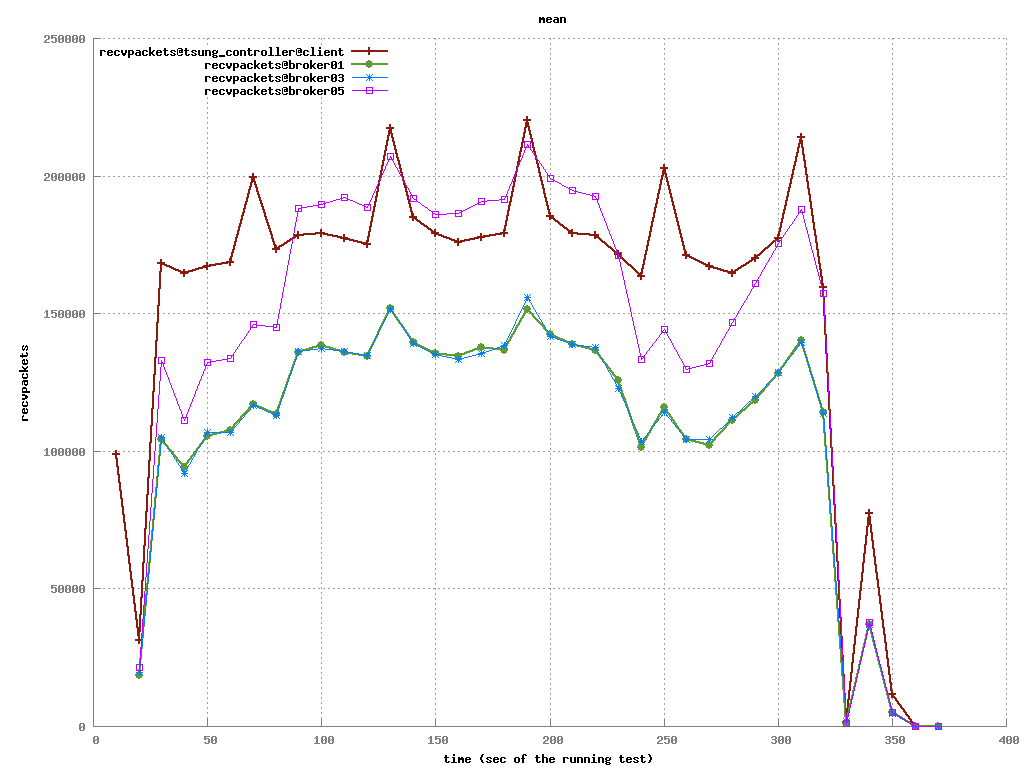 mean
recvpackets@tsung_controller@client
recvpackets@broker01
recvpackets@broker03
recvpackets@broker05
250000
200000
150000
100000
50000
0
recvpackets
0 50 100 150 200 250 300 350 400
time (sec of the running test)